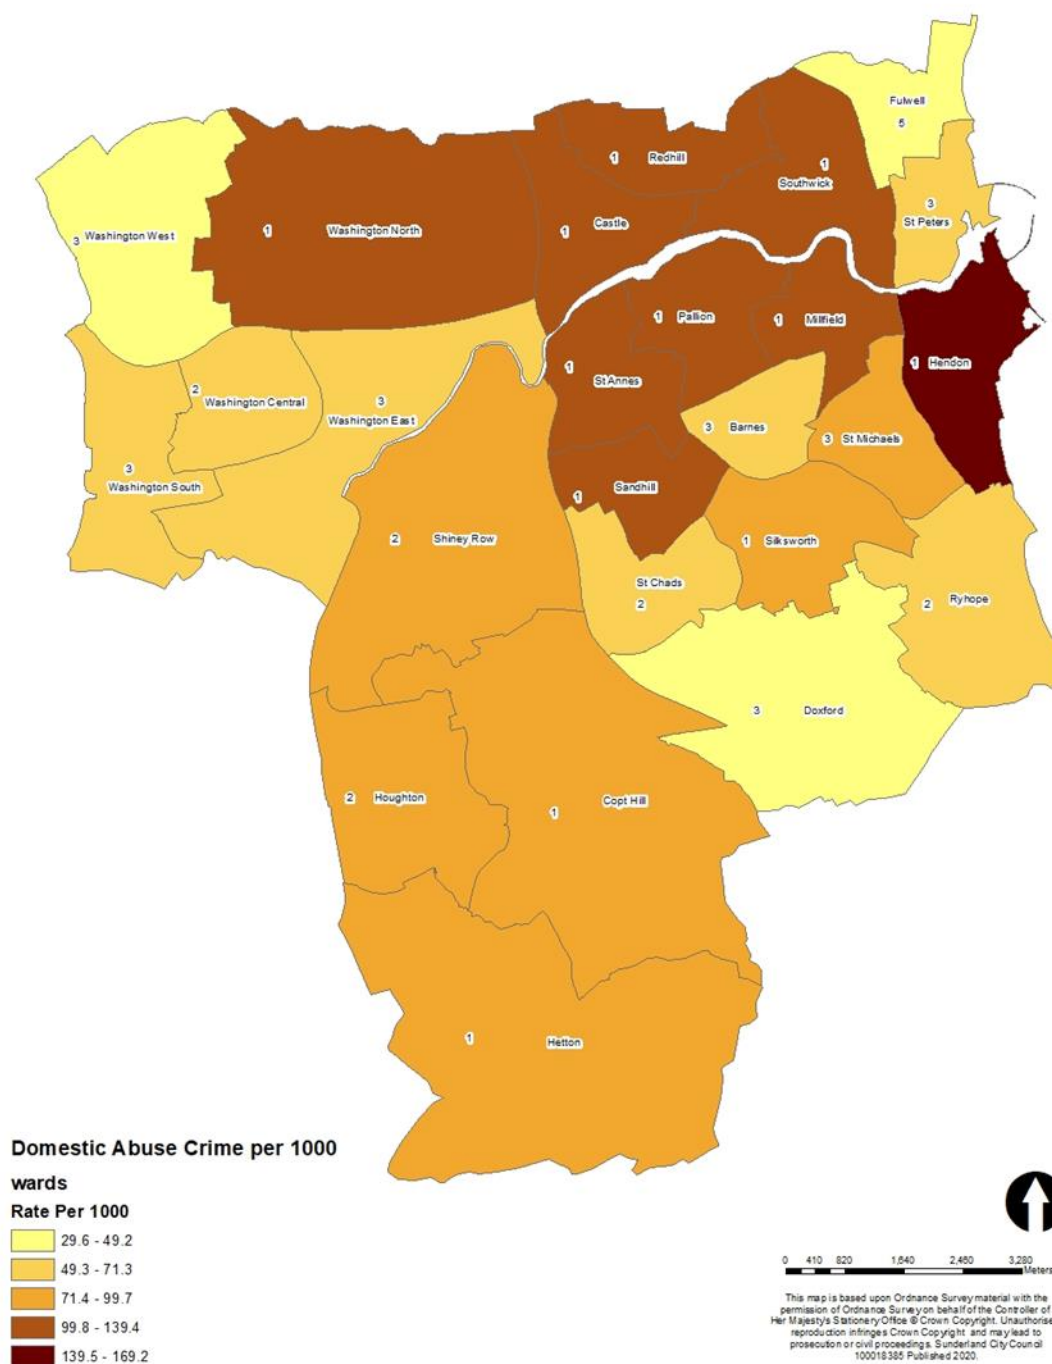 Fulwell
5
1
Redhill
1
Southwick
3
St Peters
3
Washington West
1
Washington North
1
Castle
1
Pallion
1
Millfield
1
Hendon
1
St Annes
2
Washington Central
3
Washington East
3
Barnes
3
St Michaels
3
Washington South
1
Sandhill
2
Shiney Row
1
Silksworth
St Chads
2
2
Ryhope
3
Doxford
2
Houghton
1
Copt Hill
1
Hetton
Domestic Abuse Crime per 1000
wards
Rate Per 1000
29.6 - 49.2
49.3 - 71.3
71.4 - 99.7
99.8 - 139.4
139.5 - 169.2
0 410 820 1,640 2,460 3,280
Meters
This map is based upon Ordnance Survey material with the
permission of Ordnance Survey on behalf of the Controller of
Her Majesty's Stationery Office © Crown Copyright. Unauthorise
reproduction infringes Crown Copyright and may lead to
prosecution or civil proceedings. Sunderland City Council
100018385 Published 2020.